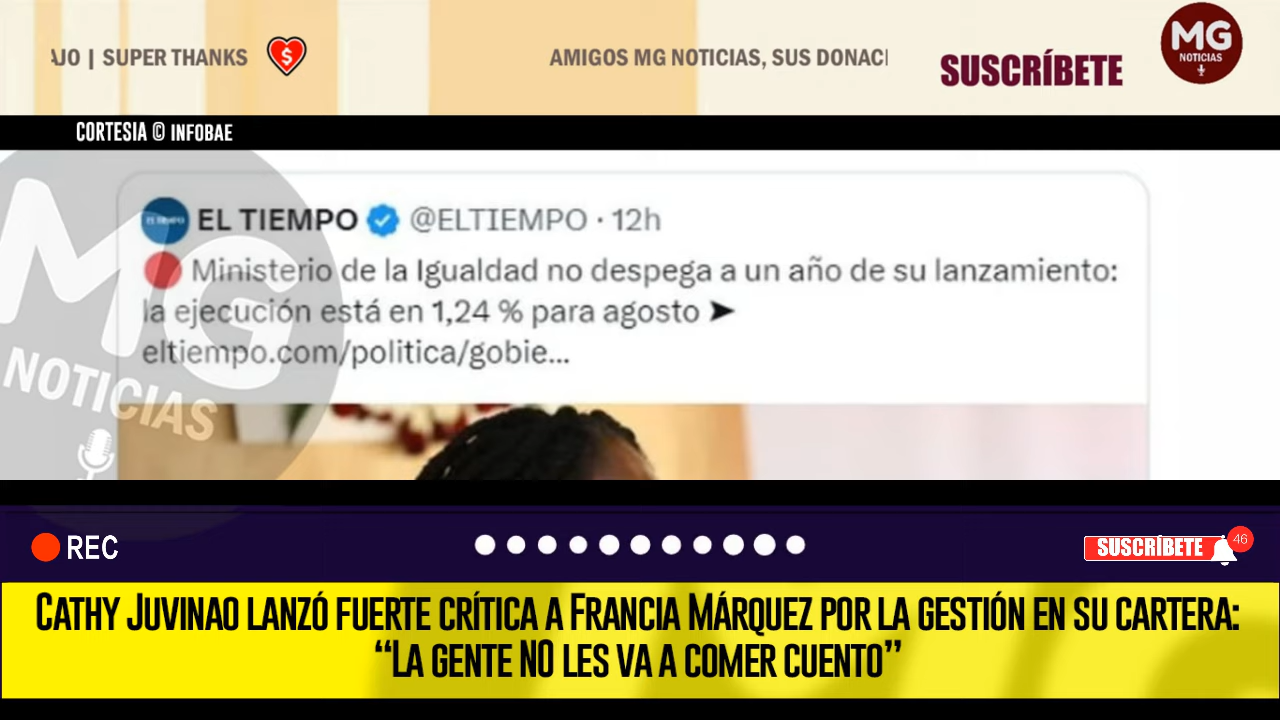 AJO | SUPER THANKS
$
AMIGOS MG NOTICIAS, SUS DONACI
SUSCRÍBETE
MG
NOTICIAS
CORTESIA © INFOBAE
EL TIEMPO @ELTIEMPO · 12h
Ministerio de la Igualdad no despega a un año de su lanzamiento:
la ejecución está en 1,24 % para agosto ➤
eltiempo.com/politica/gobie...
MG
NOTICIAS
REC
SUSCRÍBETE
46
CATHY JUVINAO LANZÓ FUERTE CRÍTICA A FRANCIA MÁRQUEZ POR LA GESTIÓN EN SU CARTERA:
“LA GENTE NO LES VA A COMER CUENTO”